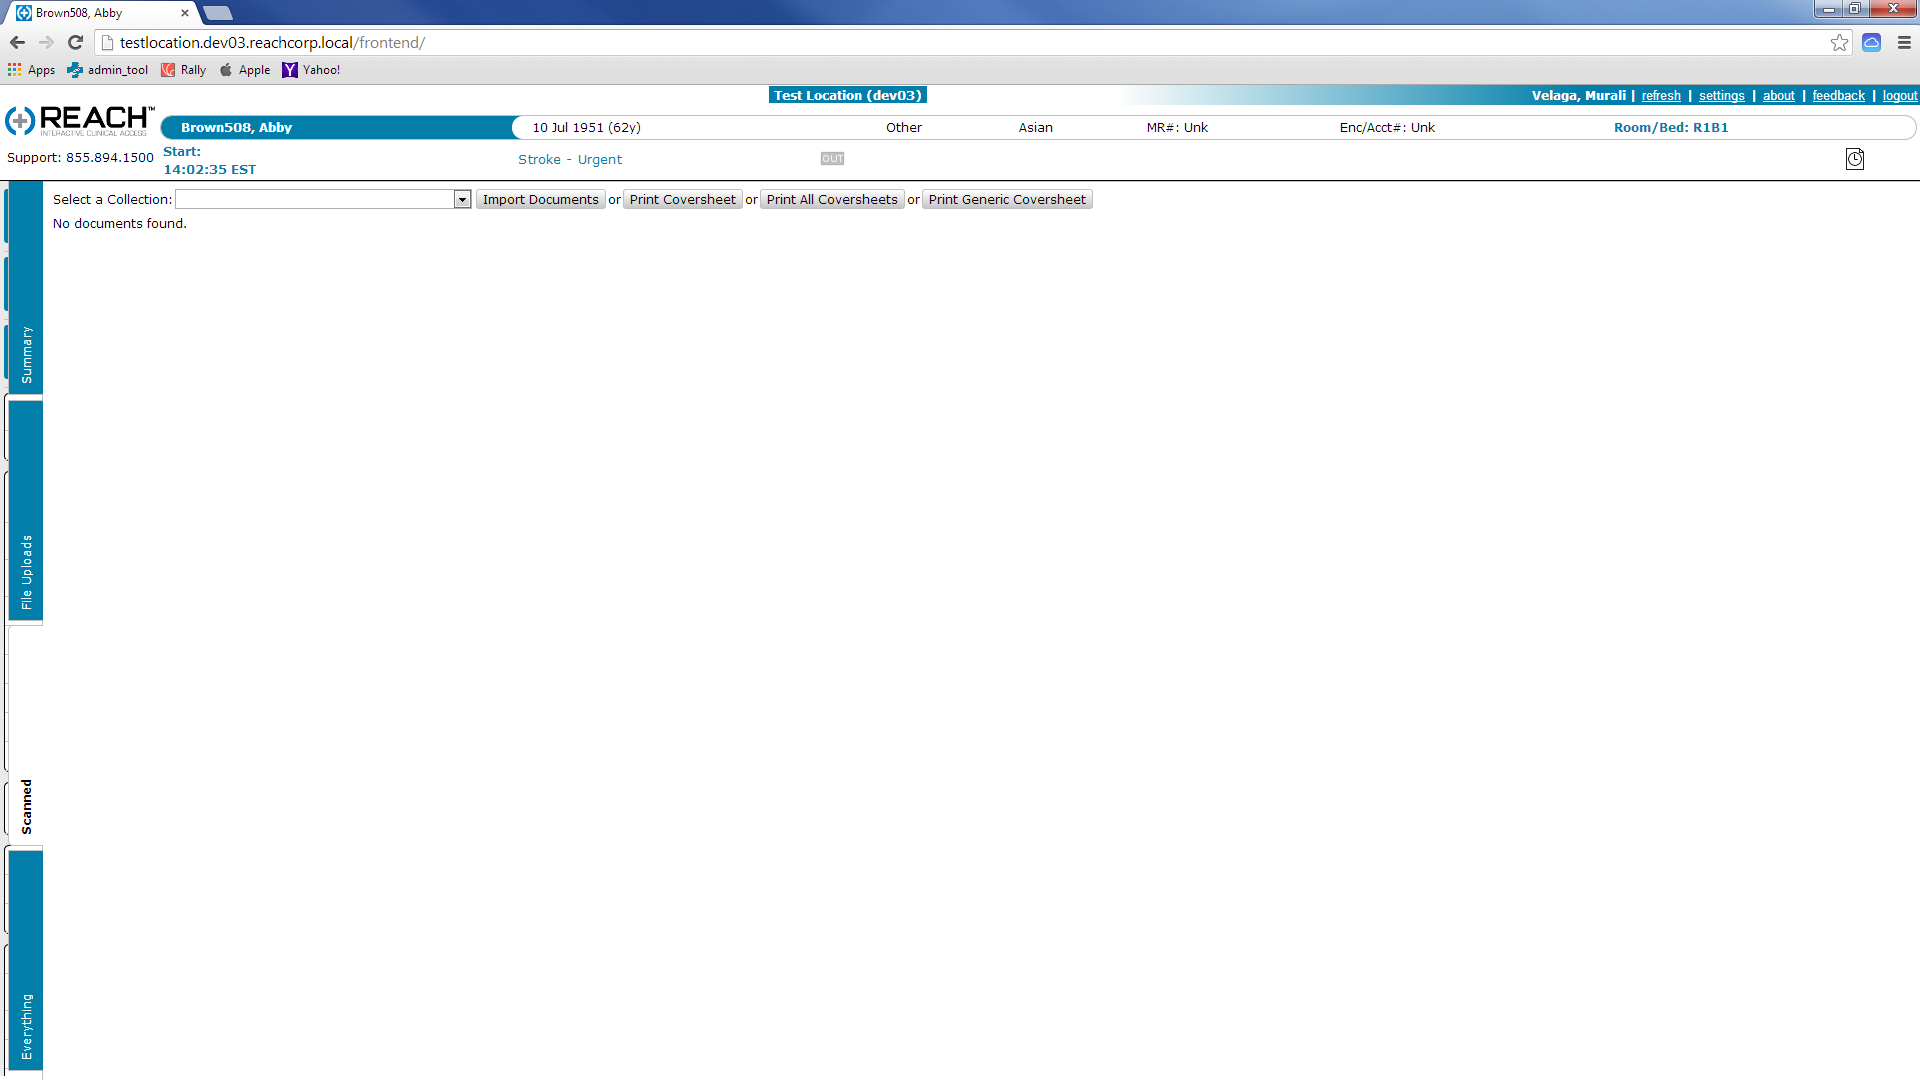 Brown508, Abby
testlocation.dev03.reachcorp.local/frontend/
Apps admin_tool Rally Apple Yahoo!
Test Location (dev03) Velaga, Murali | refresh | settings | about | feedback | logout
REACH™
INTERACTIVE CLINICAL ACCESS
Brown508, Abby 10 Jul 1951 (62y) Other Asian MR#: Unk Enc/Acct#: Unk Room/Bed: R1B1
Support: 855.894.1500
Start:
14:02:35 EST
Stroke - Urgent
OUT
Select a Collection: Import Documents or Print Coversheet or Print All Coversheets or Print Generic Coversheet
No documents found.
Summary
File Uploads
Scanned
Everything